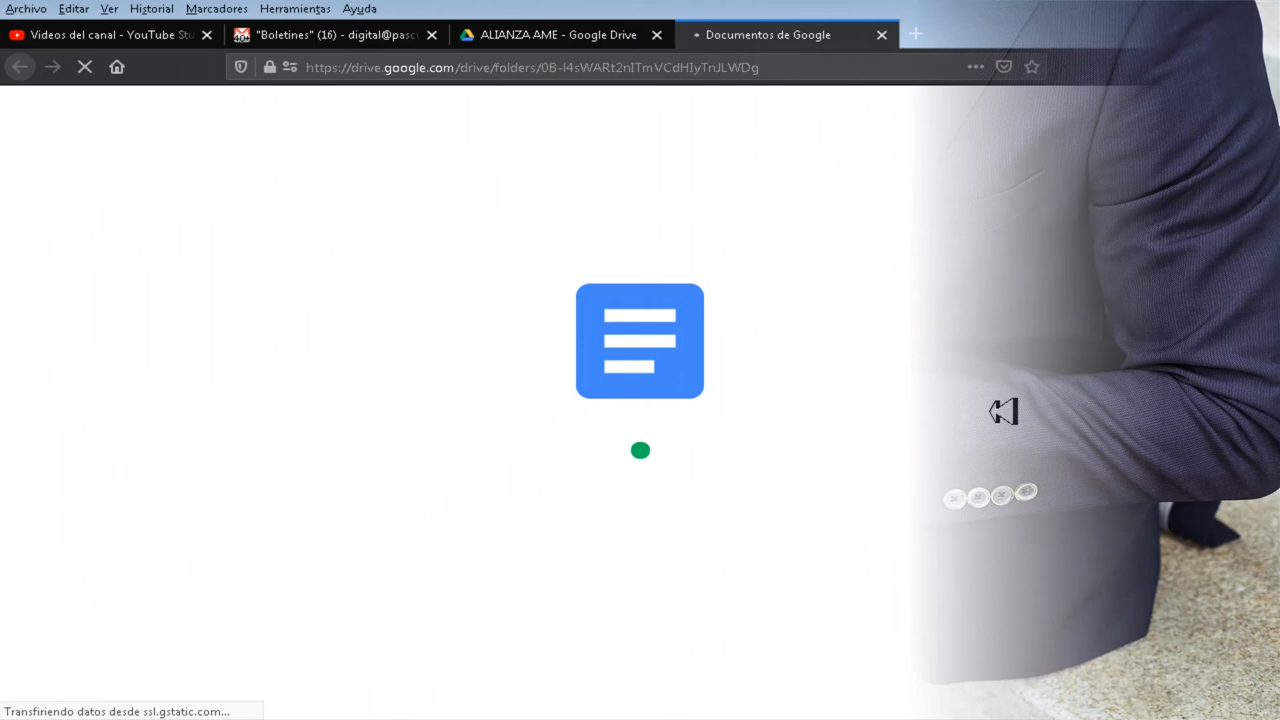 Archivo Editar Ver Historial Marcadores Herramientas Ayuda
Videos del canal - YouTube Stu
"Boletines" (16) - digital@pasc
ALIANZA AME - Google Drive
Documentos de Google
https://drive.google.com/drive/folders/0B-l4sWARt2nITmVCdHIyTnJLWDg
Transfiriendo datos desde ssl.gstatic.com...